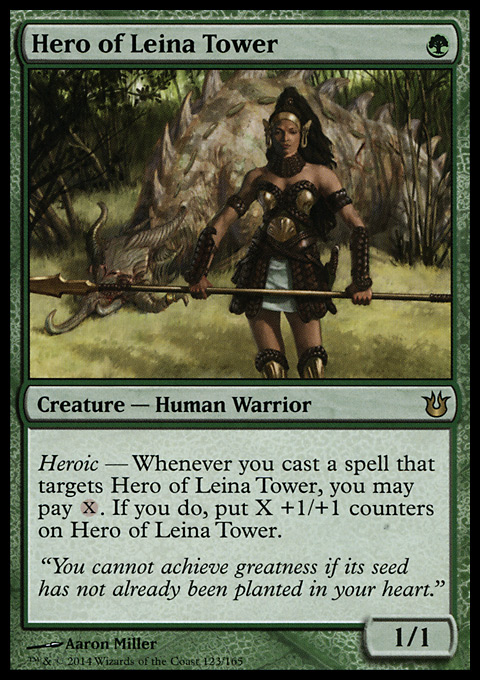 Hero of Leina Tower
Creature — Human Warrior
Heroic — Whenever you cast a spell that
targets Hero of Leina Tower, you may
pay X. If you do, put X +1/+1 counters
on Hero of Leina Tower.
“You cannot achieve greatness if its seed
has not already been planted in your heart.”
Aaron Miller
1/1
™ & © 2014 Wizards of the Coast 123/165